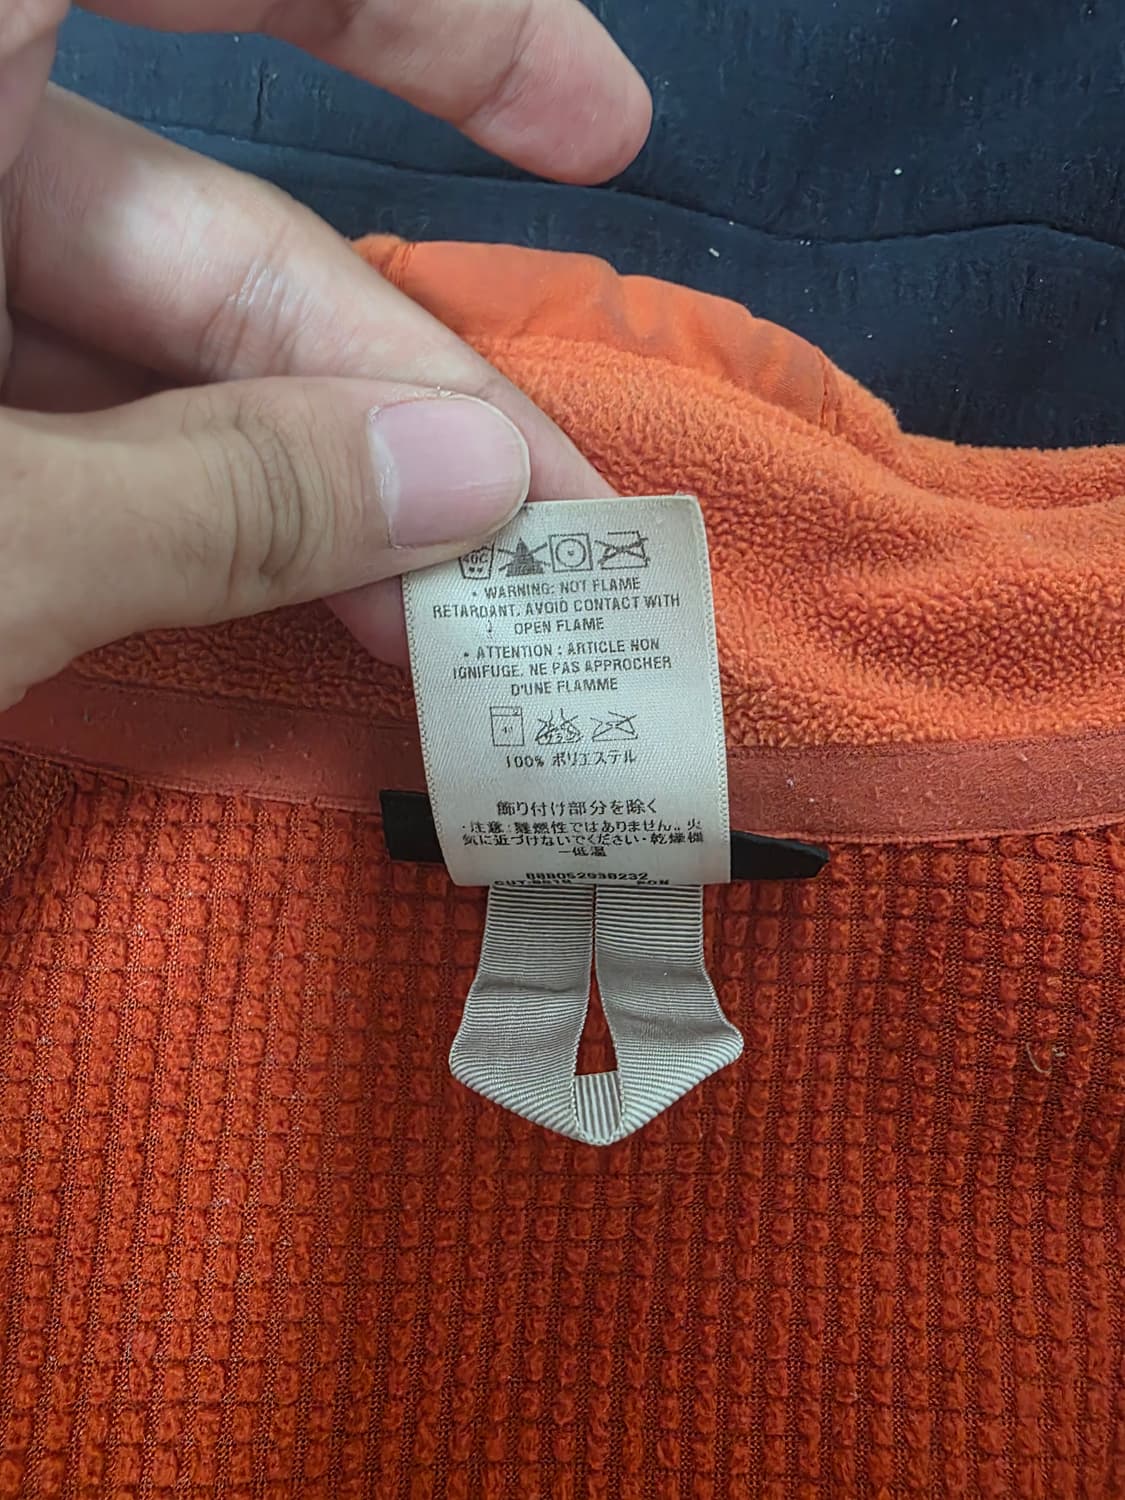 40C
• WARNING: NOT FLAME
RETARDANT. AVOID CONTACT WITH
OPEN FLAME
• ATTENTION : ARTICLE NON
IGNIFUGE. NE PAS APPROCHER
D'UNE FLAMME
100% ポリエステル
飾り付け部分を除く
・注意:難燃性ではありません。火
気に近づけないでください・乾燥機
ー低温